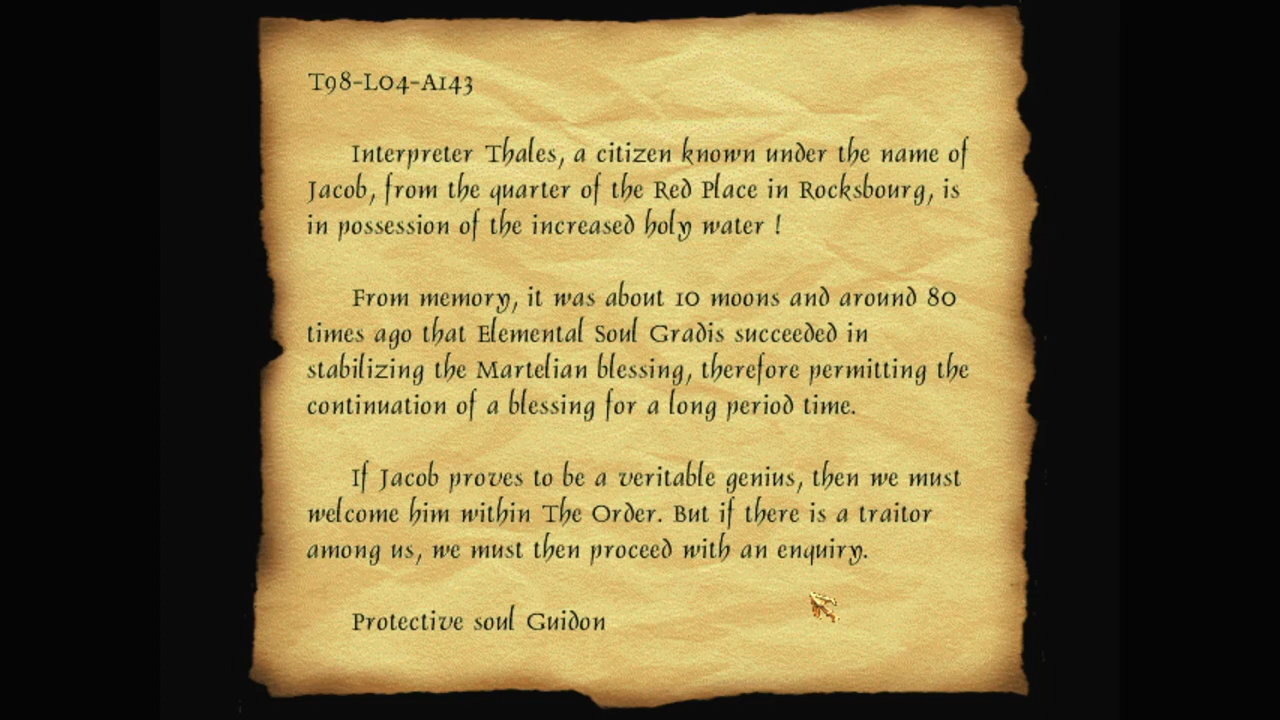 T98-L04-A143
Interpreter Thales, a citizen known under the name of
Jacob, from the quarter of the Red Place in Rocksbourg, is
in possession of the increased holy water !
From memory, it was about 10 moons and around 80
times ago that Elemental Soul Gradis succeeded in
stabilizing the Martelian blessing, therefore permitting the
continuation of a blessing for a long period time.
If Jacob proves to be a veritable genius, then we must
welcome him within The Order. But if there is a traitor
among us, we must then proceed with an enquiry.
Protective soul Guidon